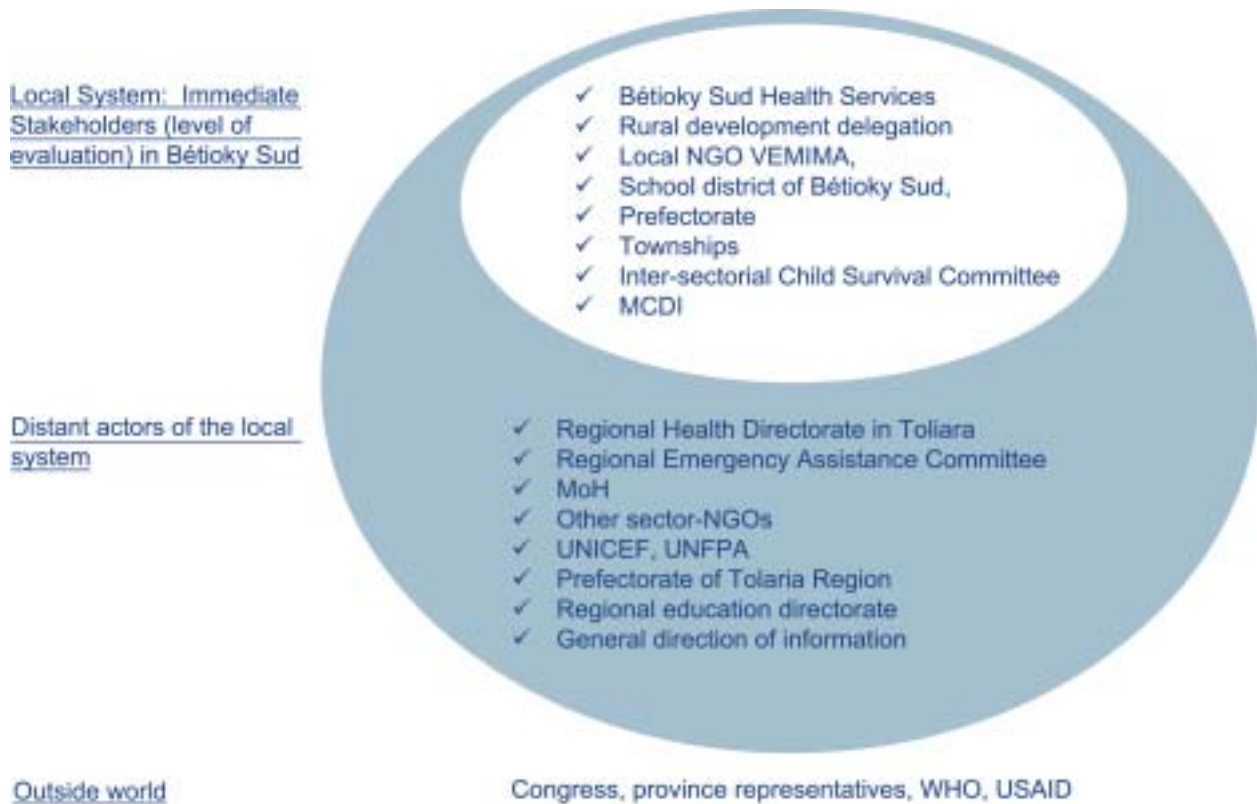 Local System: Immediate
Stakeholders (level of
evaluation) in Bétioky Sud
✓ Bétioky Sud Health Services
✓ Rural development delegation
✓ Local NGO VEMIMA,
✓ School district of Bétioky Sud,
✓ Prefectorate
✓ Townships
✓ Inter-sectorial Child Survival Committee
✓ MCDI
Distant actors of the local
system
✓ Regional Health Directorate in Toliara
✓ Regional Emergency Assistance Committee
✓ MoH
✓ Other sector-NGOs
✓ UNICEF, UNFPA
✓ Prefectorate of Tolaria Region
✓ Regional education directorate
✓ General direction of information
Outside world
Congress, province representatives, WHO, USAID